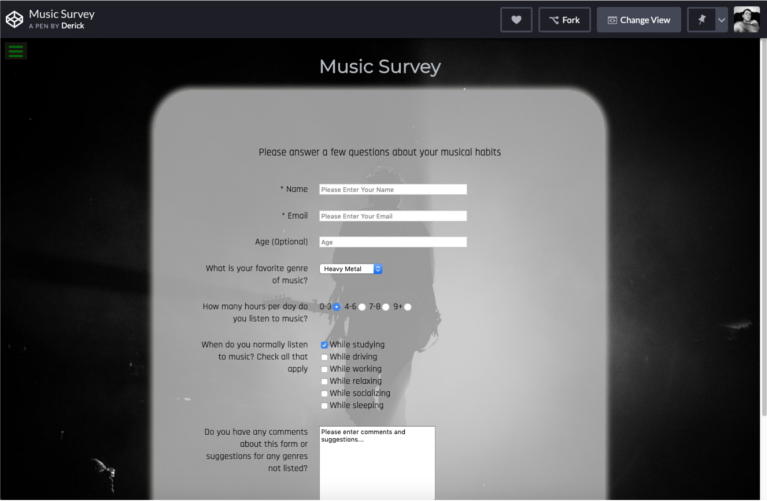 Music Survey
A PEN BY Derick
Fork
Change View
Music Survey
Please answer a few questions about your musical habits
* Name
Please Enter Your Name
* Email
Please Enter Your Email
Age (Optional)
Age
What is your favorite genre
of music?
Heavy Metal
How many hours per day do
you listen to music?
0-3 4-6 7-8 9+
When do you normally listen
to music? Check all that
apply
While studying
While driving
While working
While relaxing
While socializing
While sleeping
Do you have any comments
about this form or
suggestions for any genres
not listed?
Please enter comments and
suggestions...